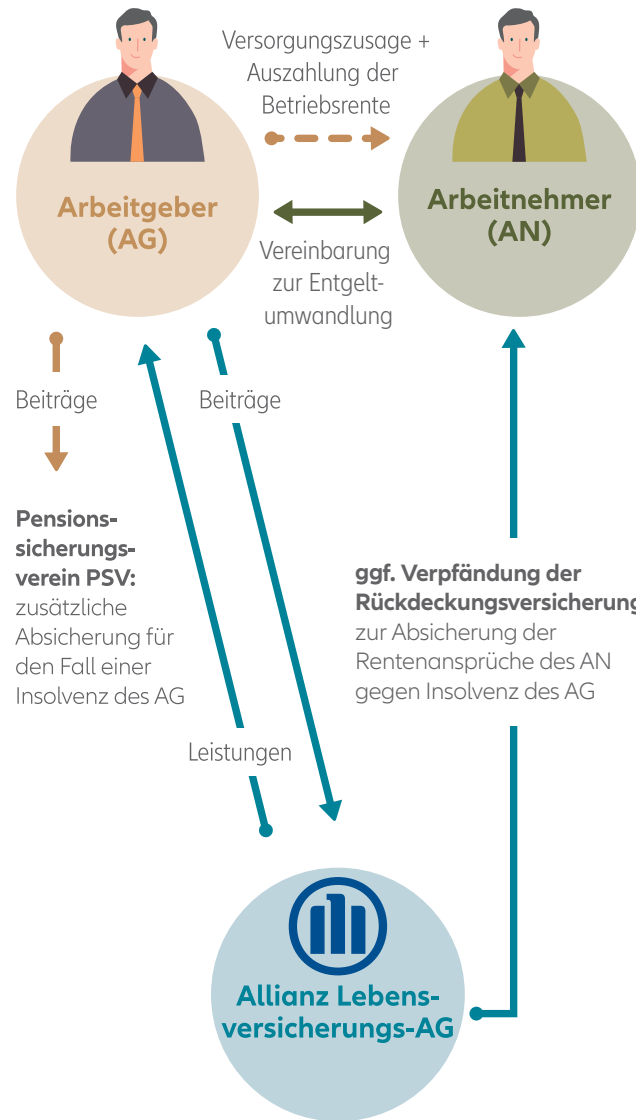 Versorgungszusage +
Auszahlung der
Betriebsrente
Arbeitgeber
(AG)
Arbeitnehmer
(AN)
Vereinbarung
zur Entgelt-
umwandlung
Beiträge
Beiträge
Pensions-
sicherungs-
verein PSV:
zusätzliche
Absicherung für
den Fall einer
Insolvenz des AG
ggf. Verpfändung der
Rückdeckungsversicherung
zur Absicherung der
Rentenansprüche des AN
gegen Insolvenz des AG
Leistungen
Allianz Lebens-
versicherungs-AG